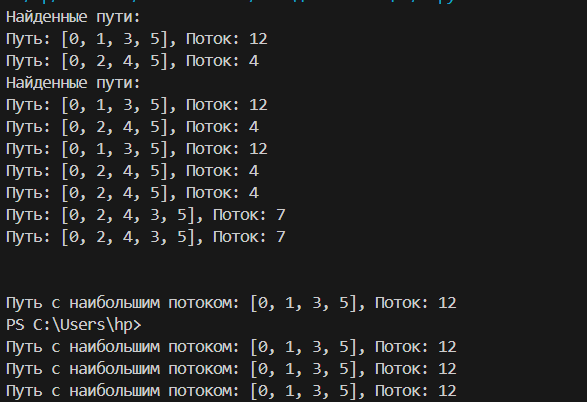 Найденные пути:
Путь: [0, 1, 3, 5], Поток: 12
Путь: [0, 2, 4, 5], Поток: 4
Найденные пути:
Путь: [0, 1, 3, 5], Поток: 12
Путь: [0, 2, 4, 5], Поток: 4
Путь: [0, 1, 3, 5], Поток: 12
Путь: [0, 2, 4, 5], Поток: 4
Путь: [0, 2, 4, 5], Поток: 4
Путь: [0, 2, 4, 3, 5], Поток: 7
Путь: [0, 2, 4, 3, 5], Поток: 7
Путь с наибольшим потоком: [0, 1, 3, 5], Поток: 12
PS C:\Users\hp>
Путь с наибольшим потоком: [0, 1, 3, 5], Поток: 12
Путь с наибольшим потоком: [0, 1, 3, 5], Поток: 12
Путь с наибольшим потоком: [0, 1, 3, 5], Поток: 12